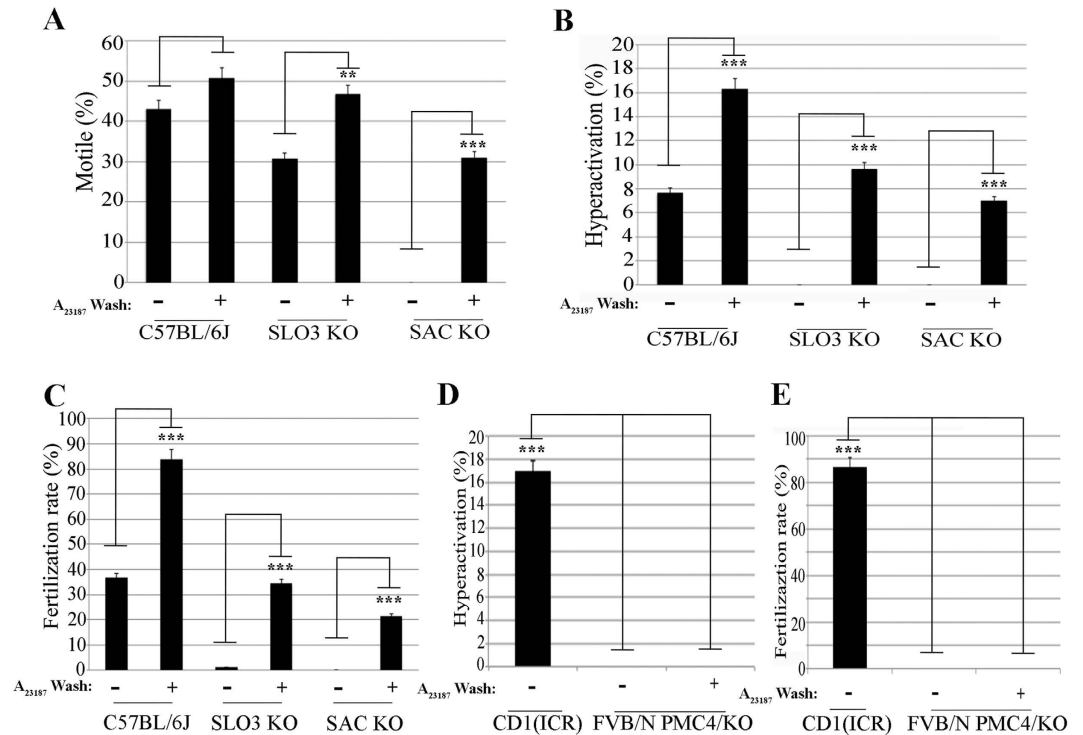 A
Motile (%)
60
50
40
30
20
10
0
**
***
A23187 Wash: - + - + - +
C57BL/6J SLO3 KO SAC KO
B
Hyperactivation (%)
20
18
16
14
12
10
8
6
4
2
0
***
***
***
A23187 Wash: - + - + - +
C57BL/6J SLO3 KO SAC KO
C
Fertilization rate (%)
100
90
80
70
60
50
40
30
20
10
0
***
***
***
A23187 Wash: - + - + - +
C57BL/6J SLO3 KO SAC KO
D
Hyperactivation (%)
20
18
16
14
12
10
8
6
4
2
0
***
A23187 Wash: - - +
CD1(ICR) FVB/N PMC4/KO
E
Fertilizaztion rate (%)
100
80
60
40
20
0
***
A23187 Wash: - - +
CD1(ICR) FVB/N PMC4/KO